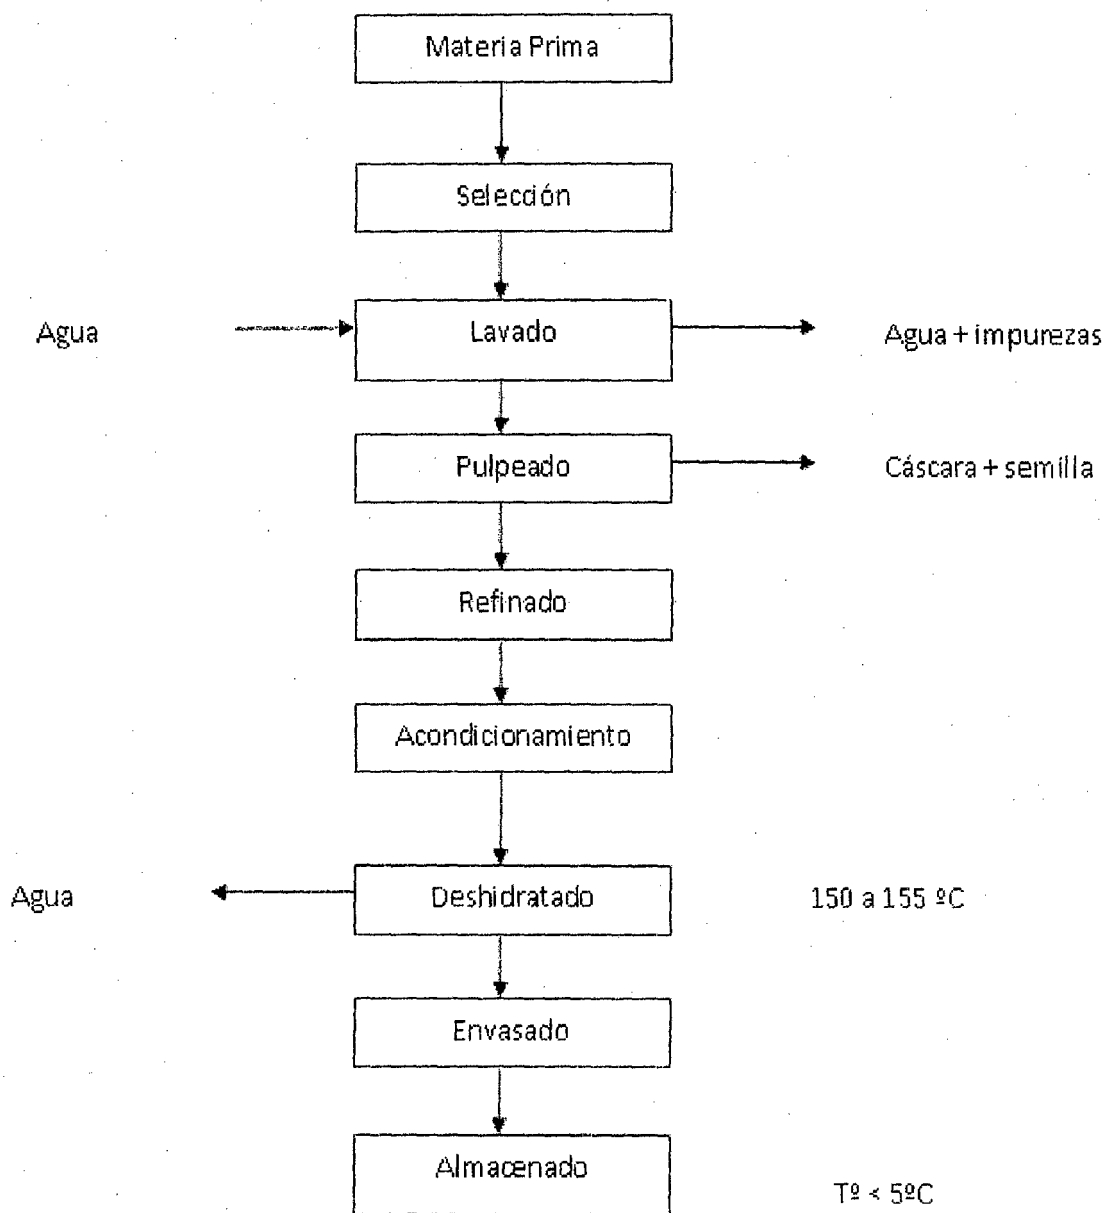 Materia Prima
Selección
Agua
Lavado
Agua + impurezas
Pulpeado
Cáscara + semilla
Refinado
Acondicionamiento
Agua
Deshidratado
150 a 155 ºC
Envasado
Almacenado
Tº < 5ºC